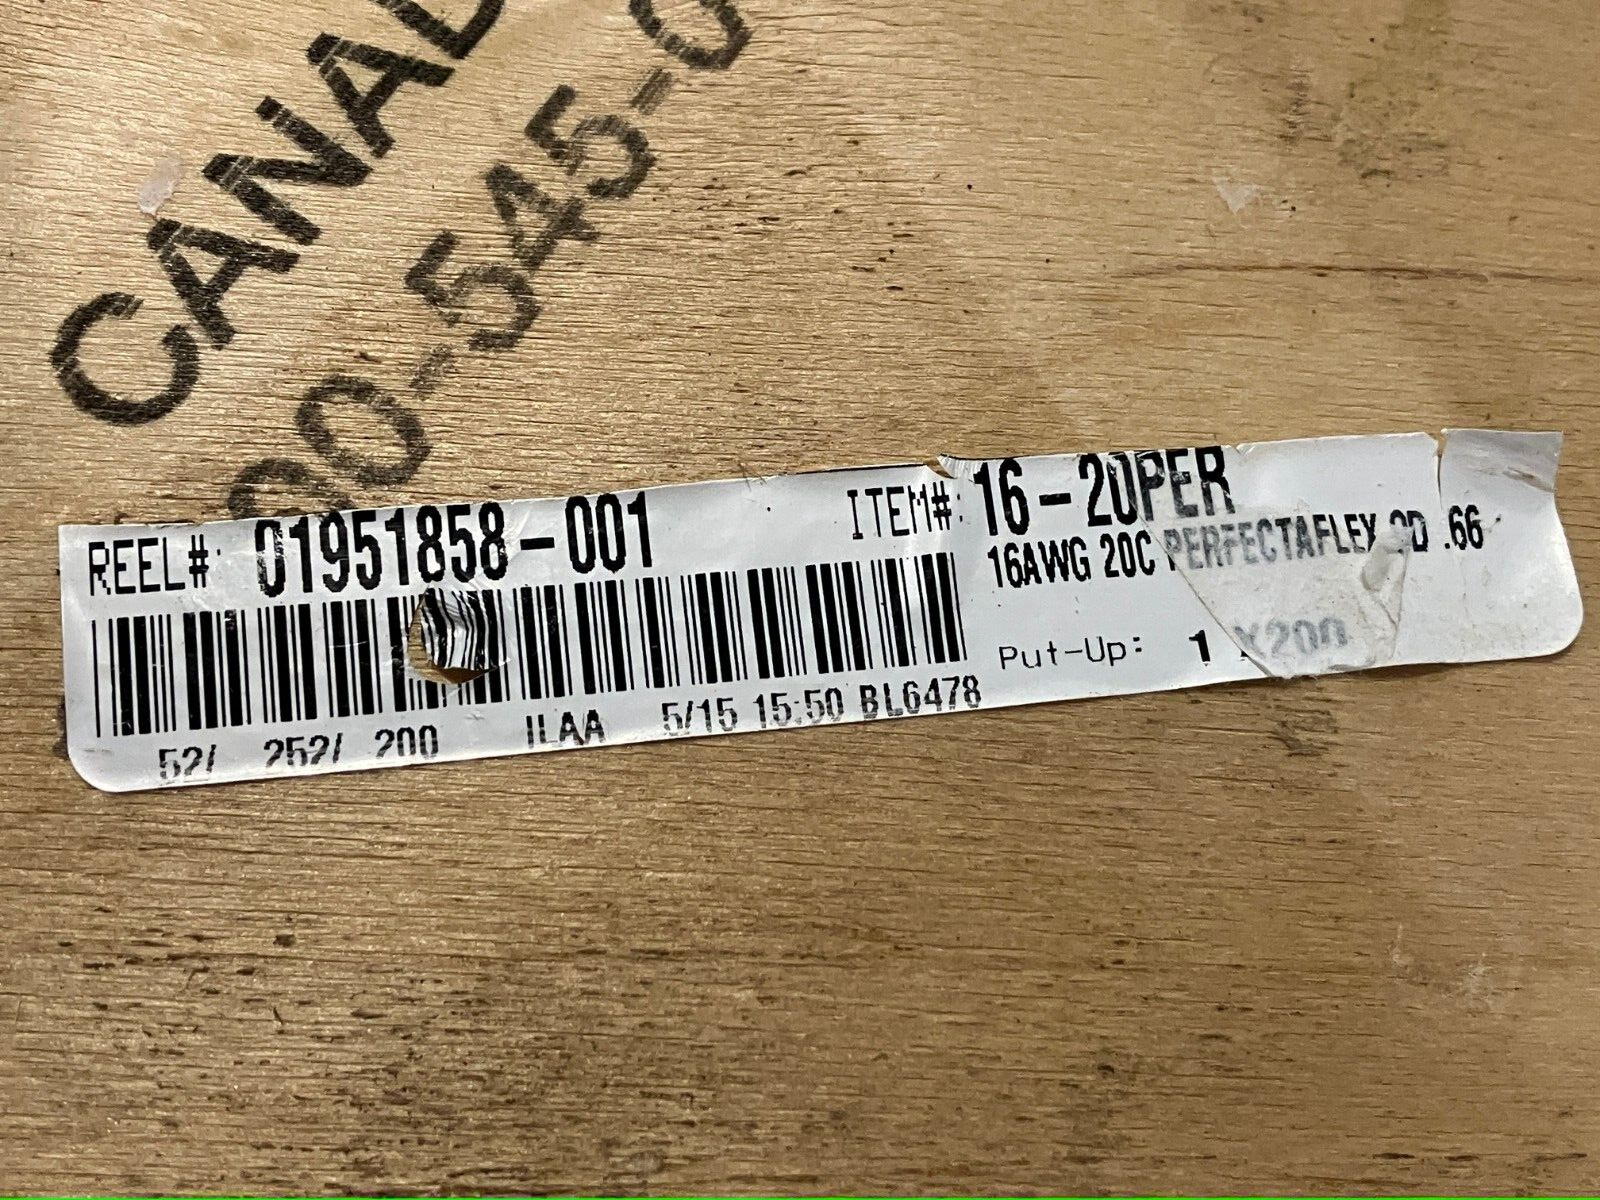 CANAD
00-545-0
REEL#: 01951858-001
ITEM#: 16-20PER
16AWG 20C PERFECTAFLEX OD .66
Put-Up: 1 X200
52/ 252/ 200 ILAA 5/15 15:50 BL6478